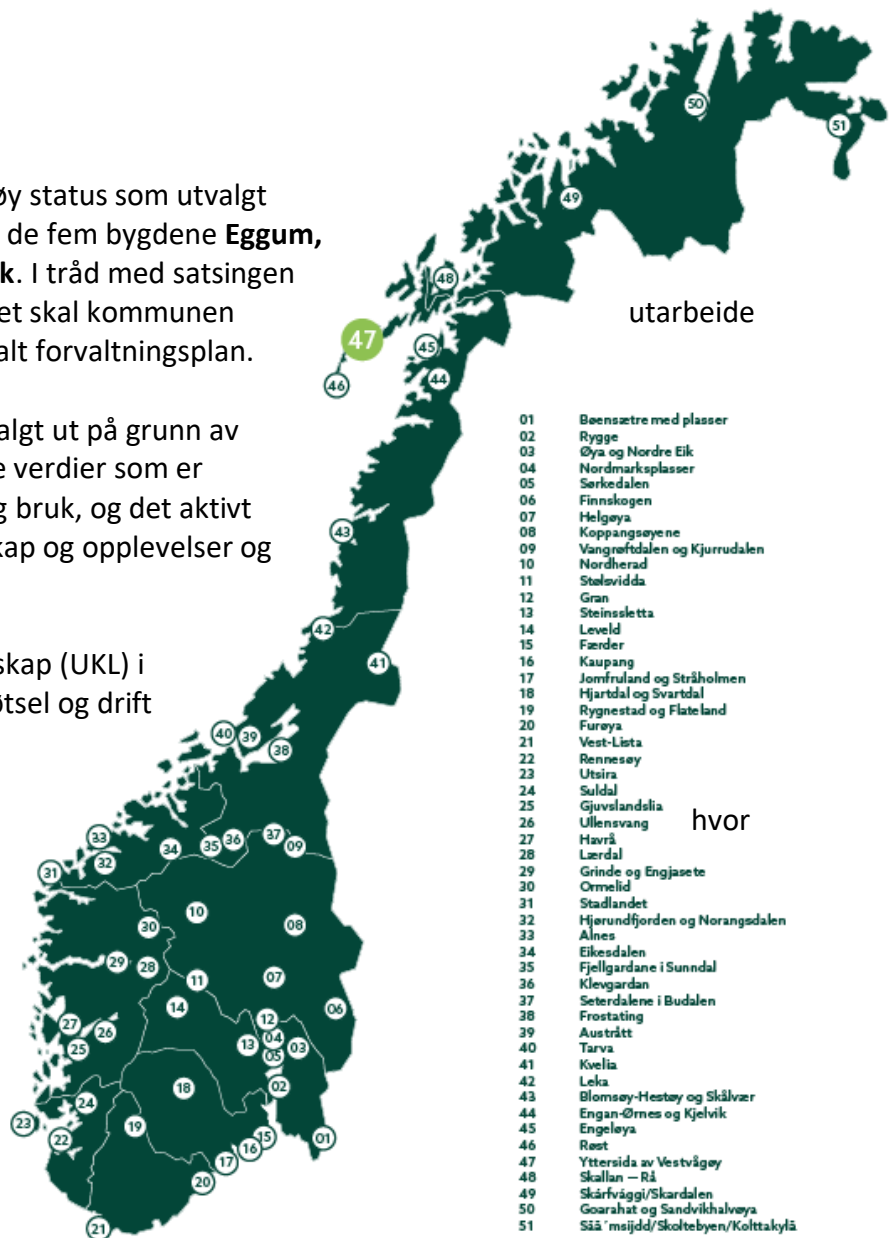 øy status som utvalgt
de fem bygdene Eggum,
k. I tråd med satsingen
et skal kommunen utarbeide
alt forvaltningsplan.
valgt ut på grunn av
e verdier som er
g bruk, og det aktivt
kap og opplevelser og hvor
skap (UKL) i
øtsel og drift
50
51
49
48
47
45
46
44
43
42
41
40
39
38
33
34
35
36
37
09
32
31
10
30
08
29
28
11
07
14
06
27
26
12
04
25
13
05
03
18
02
24
23
19
22
15
01
16
17
20
21
01 Bøensætre med plasser
02 Rygge
03 Øya og Nordre Eik
04 Nordmarksplasser
05 Sørkedalen
06 Finnskogen
07 Helgøya
08 Koppangsøyene
09 Vangrøftdalen og Kjurrudalen
10 Nordherad
11 Stølsvidda
12 Gran
13 Steinssletta
14 Leveld
15 Færder
16 Kaupang
17 Jomfruland og Stråholmen
18 Hjartdal og Svartdal
19 Rygnestad og Flateland
20 Furøya
21 Vest-Lista
22 Rennesøy
23 Utsira
24 Suldal
25 Gjuvslandslia
26 Ullensvang
27 Havrå
28 Lærdal
29 Grinde og Engjasete
30 Ormelid
31 Stadlandet
32 Hjørundfjorden og Norangsdalen
33 Alnes
34 Eikesdalen
35 Fjellgardane i Sunndal
36 Klevgardan
37 Seterdalene i Budalen
38 Frostating
39 Austrått
40 Tarva
41 Kvelia
42 Leka
43 Blomsøy-Hestøy og Skålvær
44 Engan-Ørnes og Kjelvik
45 Engeløya
46 Røst
47 Yttersida av Vestvågøy
48 Skallan – Rå
49 Skárfvággi/Skardalen
50 Goarahat og Sandvikhalvøya
51 Sää´msijdd/Skoltebyen/Kolttakylä